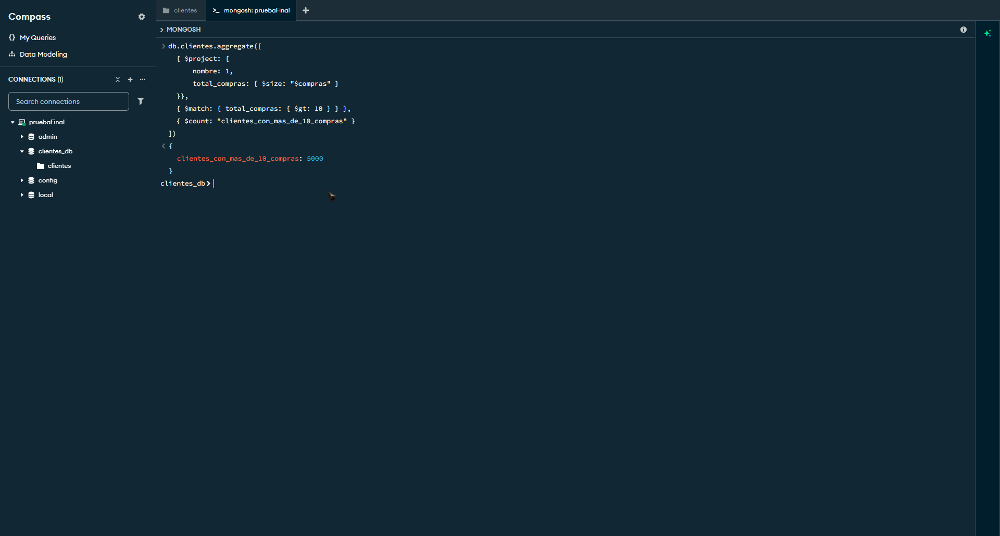 Compass
My Queries
Data Modeling
CONNECTIONS (1)
Search connections
pruebaFinal
admin
clientes_db
clientes
config
local
clientes
mongosh: pruebaFinal
>_MONGOSH
db.clientes.aggregate([
{ $project: {
nombre: 1,
total_compras: { $size: "$compras" }
}},
{ $match: { total_compras: { $gt: 10 } } },
{ $count: "clientes_con_mas_de_10_compras" }
])
{
clientes_con_mas_de_10_compras: 5000
}
clientes_db>